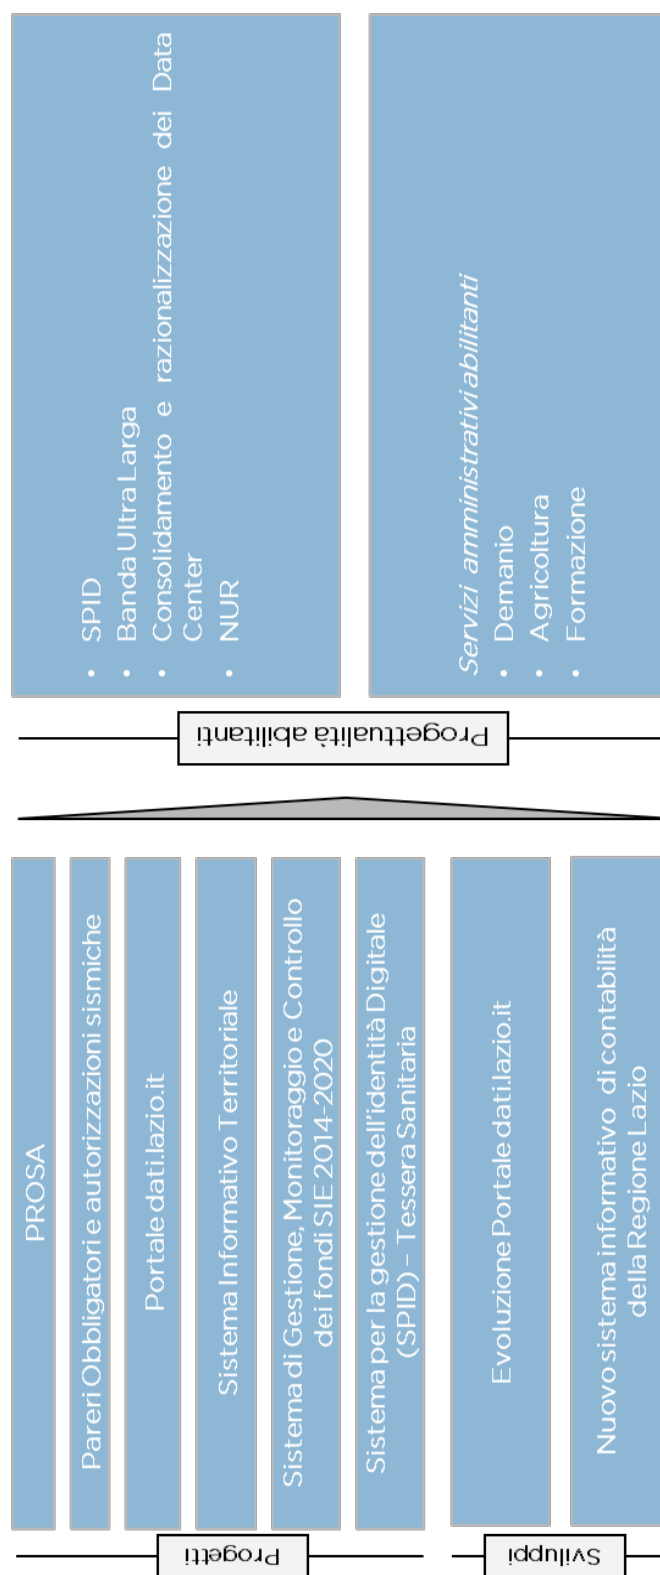 Progetti
PROSA
Pareri Obbligatori e autorizzazioni sismiche
Portale dati.lazio.it
Sistema Informativo Territoriale
Sistema di Gestione, Monitoraggio e Controllo
dei fondi SIE 2014-2020
Sistema per la gestione dell'identità Digitale
(SPID) – Tessera Sanitaria
Sviluppi
Evoluzione Portale dati.lazio.it
Nuovo sistema informativo di contabilità
della Regione Lazio
Progettualità abilitanti
• SPID
• Banda Ultra Larga
• Consolidamento e razionalizzazione dei Data
Center
• NUR
Servizi amministrativi abilitanti
• Demanio
• Agricoltura
• Formazione